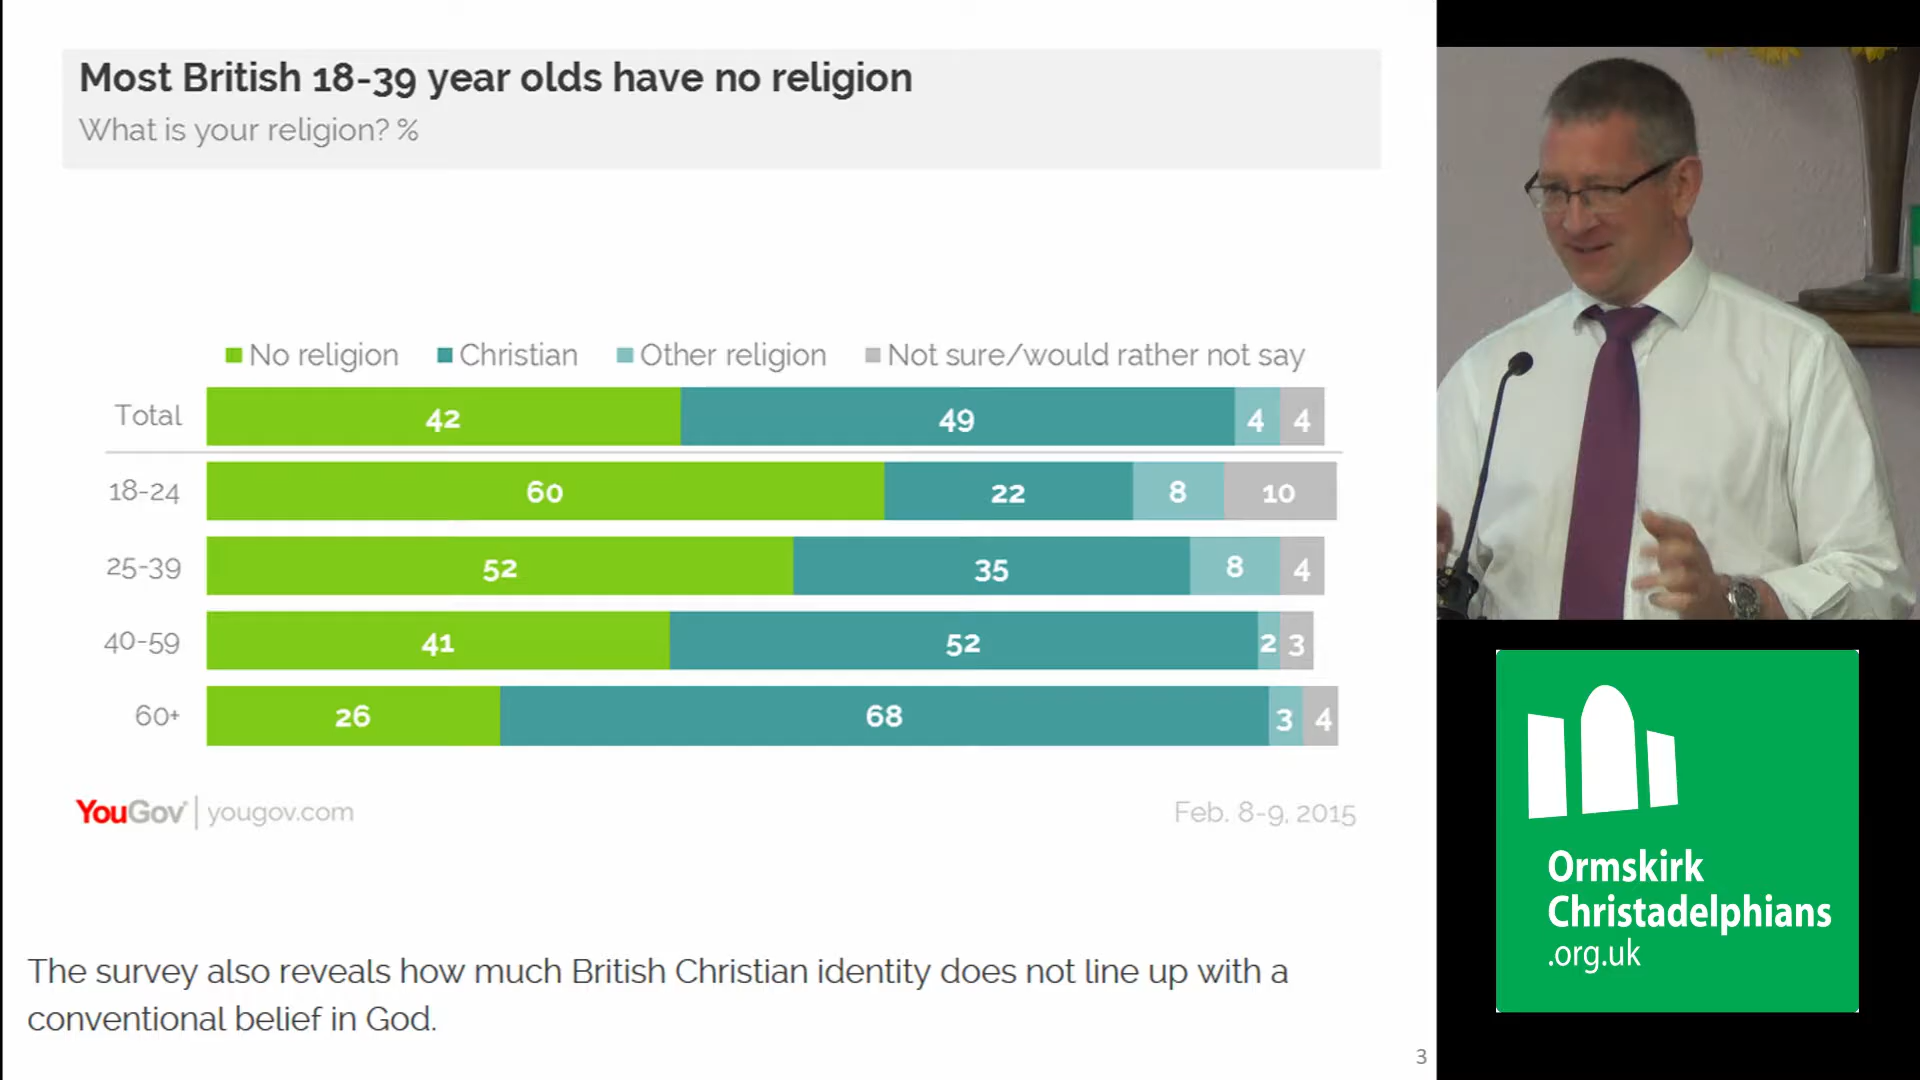 Most British 18-39 year olds have no religion
What is your religion? %
No religion Christian Other religion Not sure/would rather not say
Total 42 49 4 4
18-24 60 22 8 10
25-39 52 35 8 4
40-59 41 52 2 3
60+ 26 68 3 4
YouGov yougov.com Feb. 8-9, 2015
The survey also reveals how much British Christian identity does not line up with a
conventional belief in God.
3
Ormskirk
Christadelphians
.org.uk